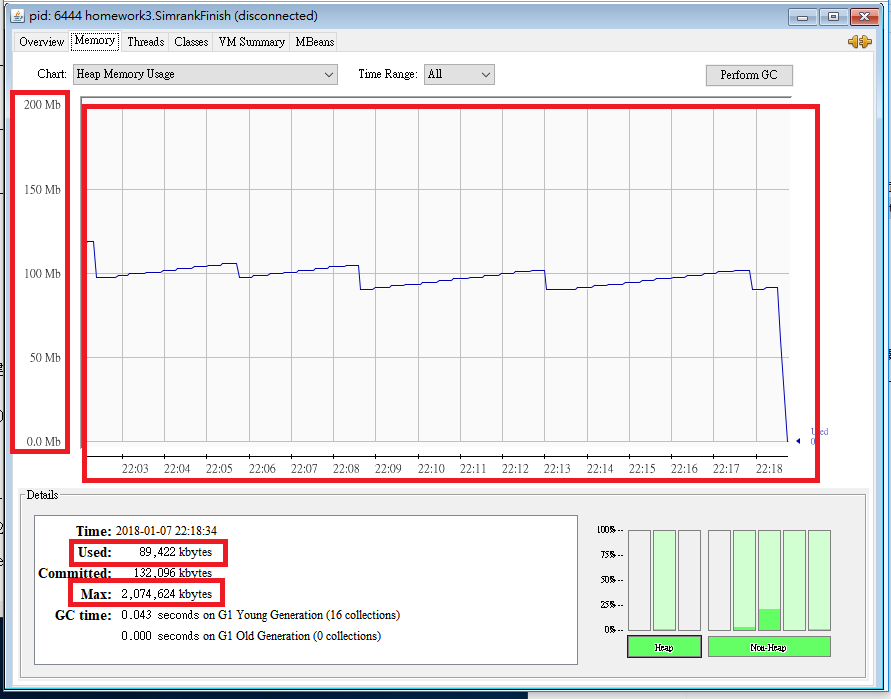 pid: 6444 homework3.SimrankFinish (disconnected)
Overview Memory Threads Classes VM Summary MBeans
Chart: Heap Memory Usage Time Range: All Perform GC
200 Mb
150 Mb
100 Mb
50 Mb
0.0 Mb
Used
0
22:03 22:04 22:05 22:06 22:07 22:08 22:09 22:10 22:11 22:12 22:13 22:14 22:15 22:16 22:17 22:18
Details
Time: 2018-01-07 22:18:34
Used: 89,422 kbytes
Committed: 132,096 kbytes
Max: 2,074,624 kbytes
GC time: 0.043 seconds on G1 Young Generation (16 collections)
0.000 seconds on G1 Old Generation (0 collections)
100% --
75% --
50% --
25% --
0% --
Heap Non-Heap